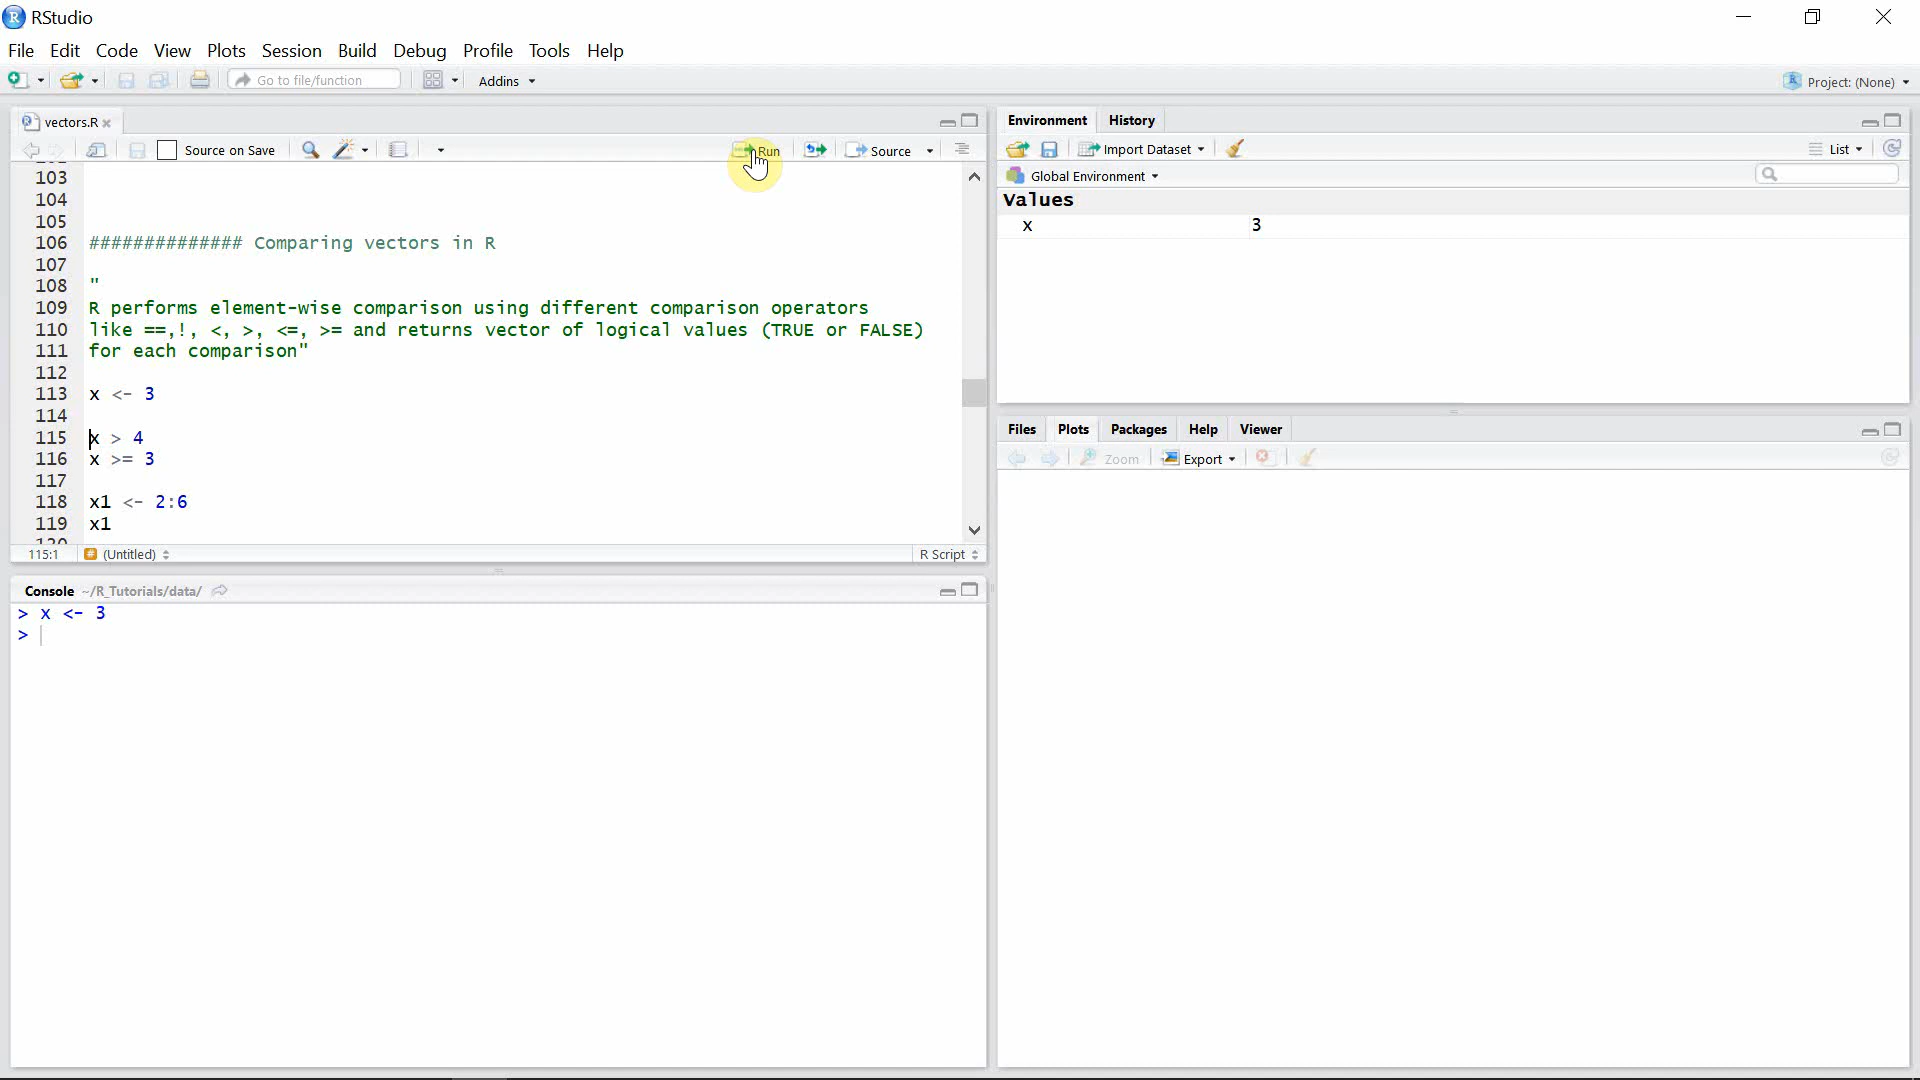 RStudio
File Edit Code View Plots Session Build Debug Profile Tools Help
Go to file/function Addins Project: (None)
vectors.R
Source on Save Run Source
103
104
105
106 ############## Comparing vectors in R
107
108 "
109 R performs element-wise comparison using different comparison operators
110 like ==,!, <, >, <=, >= and returns vector of logical values (TRUE or FALSE)
111 for each comparison"
112
113 x <- 3
114
115 x > 4
116 x >= 3
117
118 x1 <- 2:6
119 x1
115:1 (Untitled) R Script
Console ~/R_Tutorials/data/
> x <- 3
>
Environment History
Import Dataset List
Global Environment
Values
x 3
Files Plots Packages Help Viewer
Zoom Export